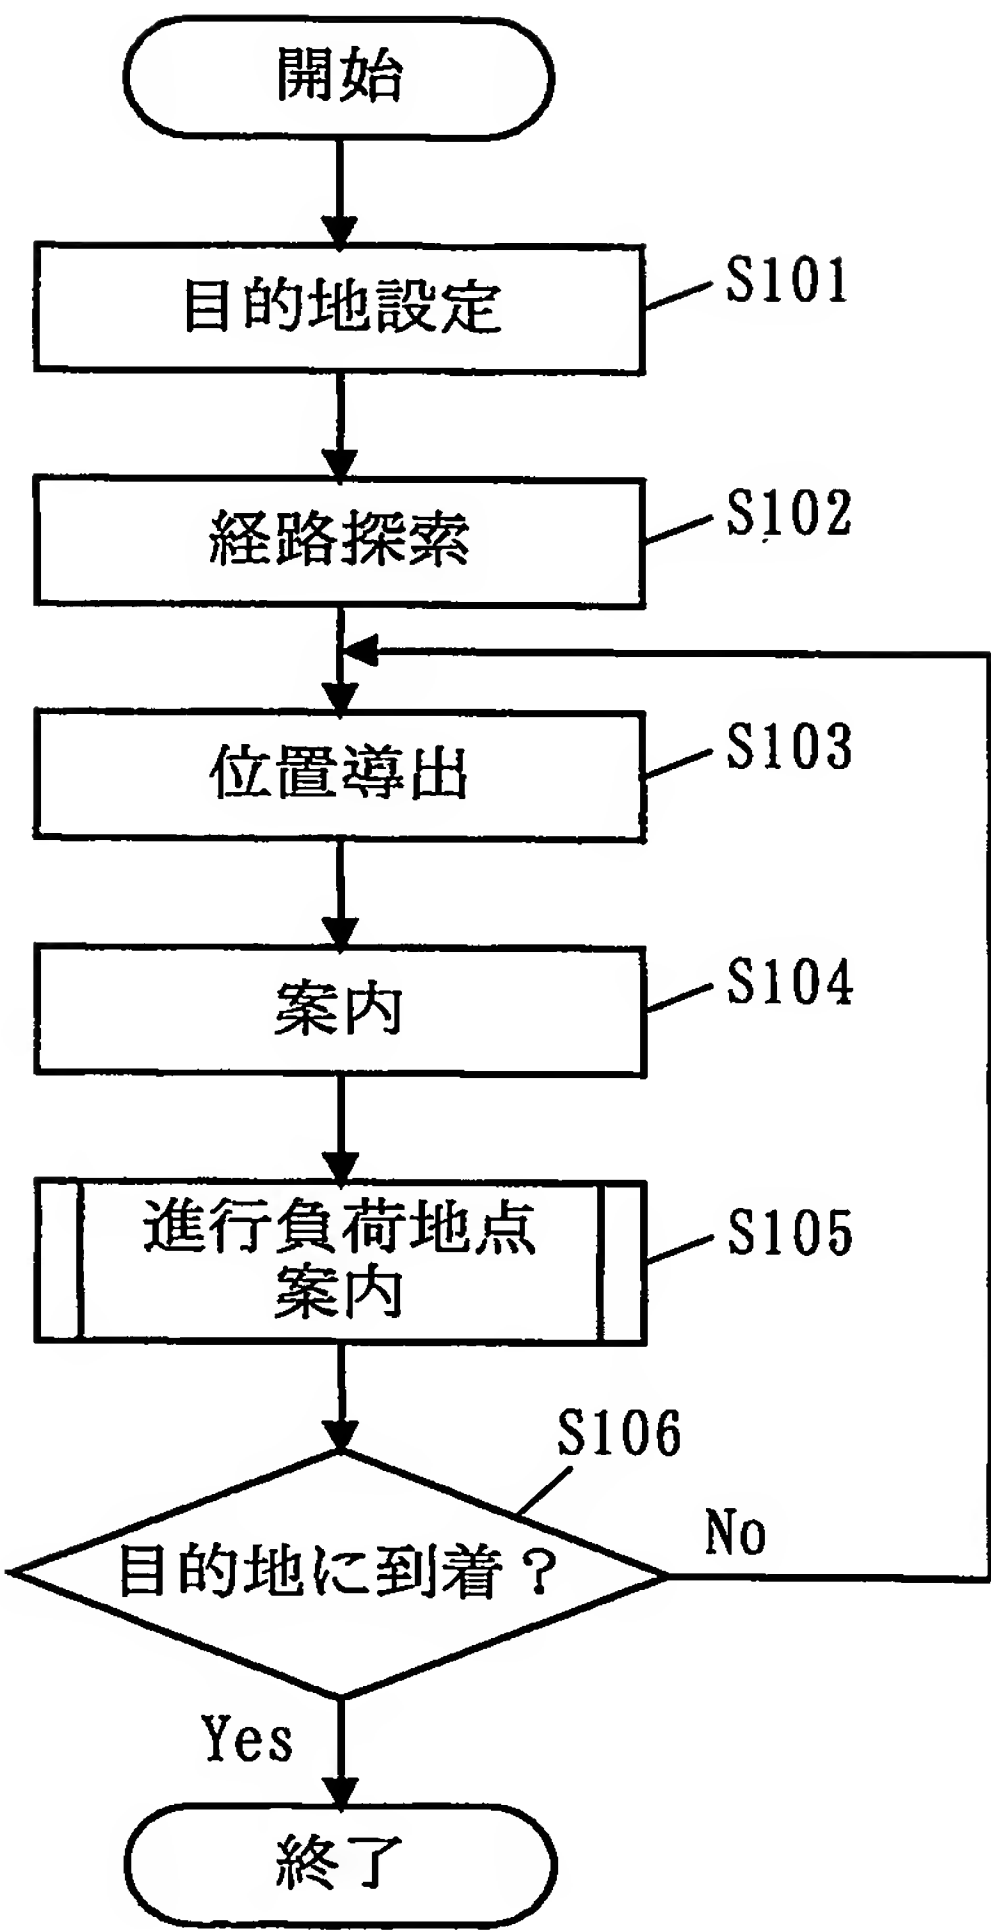 開始
目的地設定
S101
経路探索
S102
位置導出
S103
案内
S104
進行負荷地点
案内
S105
S106
目的地に到着?
No
Yes
終了